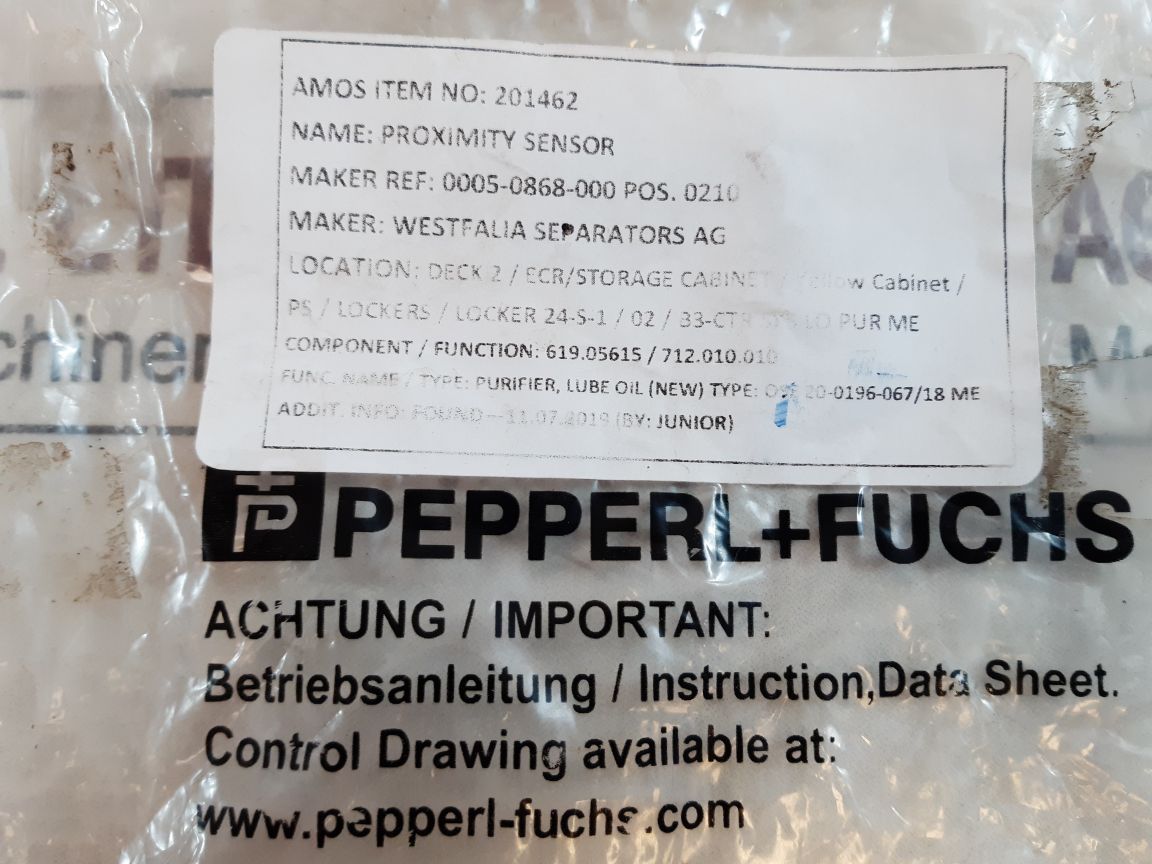 AMOS ITEM NO: 201462
NAME: PROXIMITY SENSOR
MAKER REF: 0005-0868-000 POS. 0210
MAKER: WESTFALIA SEPARATORS AG
LOCATION: DECK 2 / ECR/STORAGE CABINET / Yellow Cabinet /
PS / LOCKERS / LOCKER 24-S-1 / 02 / 33-CTR LO PUR ME
COMPONENT / FUNCTION: 619.05615 / 712.010.010
FUNC. NAME / TYPE: PURIFIER, LUBE OIL (NEW) TYPE: OSE 20-0196-067/18 ME
ADDIT. INFO: FOUND---11.07.2019 (BY: JUNIOR)
PEPPERL+FUCHS
ACHTUNG / IMPORTANT:
Betriebsanleitung / Instruction,Data Sheet.
Control Drawing available at:
www.pepperl-fuchs.com